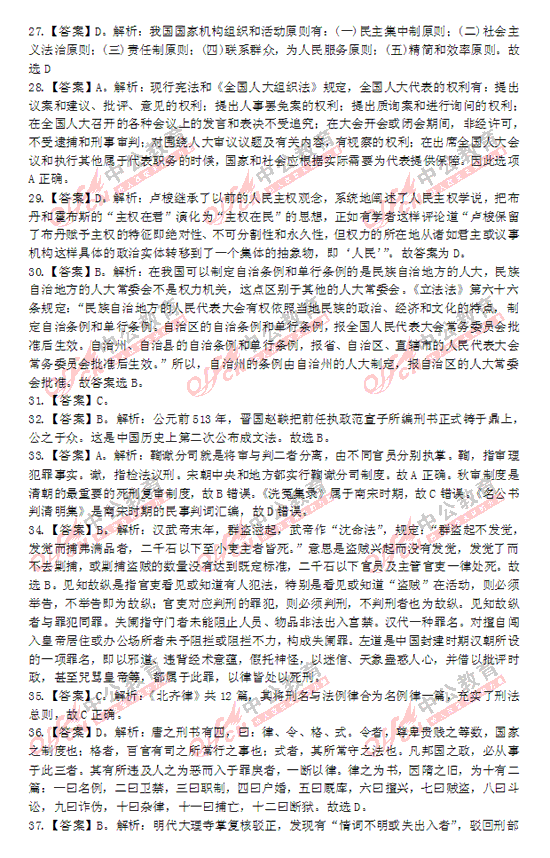 27.【答案】D。解析：我国国家机构组织和活动原则有：(一)民主集中制原则；(二)社会主
义法治原则；(三)责任制原则；(四)联系群众，为人民服务原则；(五)精简和效率原则。故
选 D
28.【答案】A。解析：现行宪法和《全国人大组织法》规定，全国人大代表的权利有：提出
议案和建议、批评、意见的权利；提出人事罢免案的权利；提出质询案和进行询问的权利；
在全国人大召开的各种会议上的发言和表决不受追究；在大会开会或闭会期间，非经许可，
不受逮捕和刑事审判；对围绕人大审议议题及有关内容，有视察的权利；在出席全国人大会
议和执行其他属于代表职务的时候，国家和社会应根据实际需要为代表提供保障。因此选项
A 正确。
29.【答案】D。解析：卢梭继承了以前的人民主权观念，系统地阐述了人民主权学说，把布
丹和霍布斯的“主权在君”演化为“主权在民”的思想，正如有学者这样评论道“卢梭保留
了布丹赋予主权的特征即绝对性、不可分割性和永久性，但权力的所在地从诸如君主或议事
机构这样具体的政治实体转移到了一个集体的抽象物，即‘人民’”。故答案为 D。
30.【答案】B。解析：在我国可以制定自治条例和单行条例的是民族自治地方的人大，民族
自治地方的人大常委会不是权力机关，这点区别于其他的人大常委会。《立法法》第六十六
条规定：“民族自治地方的人民代表大会有权依照当地民族的政治、经济和文化的特点，制
定自治条例和单行条例。自治区的自治条例和单行条例，报全国人民代表大会常务委员会批
准后生效。自治州、自治县的自治条例和单行条例，报省、自治区、直辖市的人民代表大会
常务委员会批准后生效。”所以，自治州的条例由自治州的人大制定，报自治区的人大常委
会批准。故答案选 B。
31.【答案】C。
32.【答案】B。解析：公元前 513 年，晋国赵鞅把前任执政范宣子所编刑书正式铸于鼎上，
公之于众。这是中国历史上第二次公布成文法。故选 B。
33.【答案】A。解析：鞫谳分司就是将审与判二者分离，由不同官员分别执掌。鞫，指审理
犯罪事实。谳，指检法议刑。宋朝中央和地方都实行鞫谳分司制度。故 A 正确。秋审制度是
清朝的最重要的死刑复审制度，故 B 错误。《洗冤集录》属于南宋时期，故 C 错误。《名公书
判清明集》是南宋时期的民事判词汇编，故 D 错误。
34.【答案】B。解析：汉武帝末年，群盗滋起，武帝作“沈命法”，规定：“群盗起不发觉，
发觉而捕弗满品者，二千石以下至小吏主者皆死。”意思是盗贼兴起而没有发觉，发觉了而
不去剿捕，或剿捕盗贼的数量没有达到既定标准，二千石以下官员及主管官吏一律处死。故
选 B。见知故纵是指官吏看见或知道有人犯法，特别是看见或知道“盗贼”在活动，则必须
举告，不举告即为故纵；官吏对应判刑的罪犯，则必须判刑，不判刑者也为故纵。见知故纵
者与罪犯同罪。失阑指守门者未能阻止人员、物品非法出入宫禁。汉代一种罪名。对擅自闯
入皇帝居住或办公场所者未予阻拦或阻拦不力，构成失阑罪。左道是中国封建时期汉朝所设
的一项罪名，即以邪道、违背经术意蕴，假托神怪，以迷信、天象蛊惑人心，并借以批评时
政，甚至咒骂皇帝等，都属于此罪，以律皆处以死刑。
35.【答案】C。解析：《北齐律》共 12 篇，其将刑名与法例律合为名例律一篇，充实了刑法
总则，故 C 正确。
36.【答案】D。解析：唐之刑书有四，曰：律、令、格、式。令者，尊卑贵贱之等数，国家
之制度也；格者，百官有司之所常行之事也；式者，其所常守之法也。凡邦国之政，必从事
于此三者。其有所违及人之为恶而入于罪戾者，一断以律。律之为书，因隋之旧，为十有二
篇：一曰名例，二曰卫禁，三曰职制，四曰户婚，五曰厩库，六曰擅兴，七曰贼盗，八曰斗
讼，九曰诈伪，十曰杂律，十一曰捕亡，十二曰断狱。故选 D。
37.【答案】B。解析：明代大理寺掌复核驳正，发现有“情词不明或失出入者”，驳回刑部